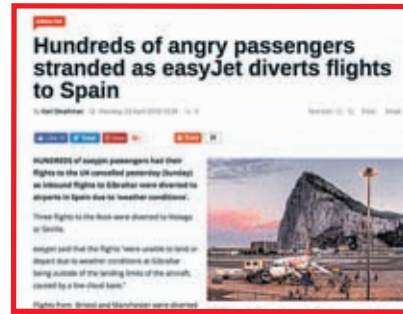 Hundreds of angry passengers
stranded as easyJet diverts flights
to Spain
HUNDREDS of easyjet passengers had their
flights to the UK cancelled yesterday (Sunday)
as inbound flights to Gibraltar were diverted to
airports in Spain due to 'weather conditions'.
Three flights to the Rock were diverted to Malaga
or Seville.
easyjet said that the flights "were unable to land or
depart due to weather conditions at Gibraltar
being outside of the landing limits of the aircraft,
caused by a low cloud base."
Flights from Bristol and Manchester were diverted